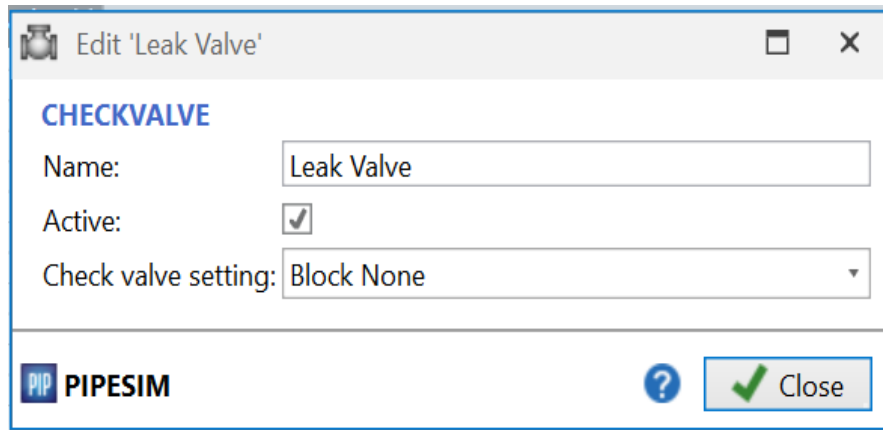 Edit 'Leak Valve'
CHECKVALVE
Name: Leak Valve
Active:
Check valve setting: Block None
PIP PIPESIM ? Close